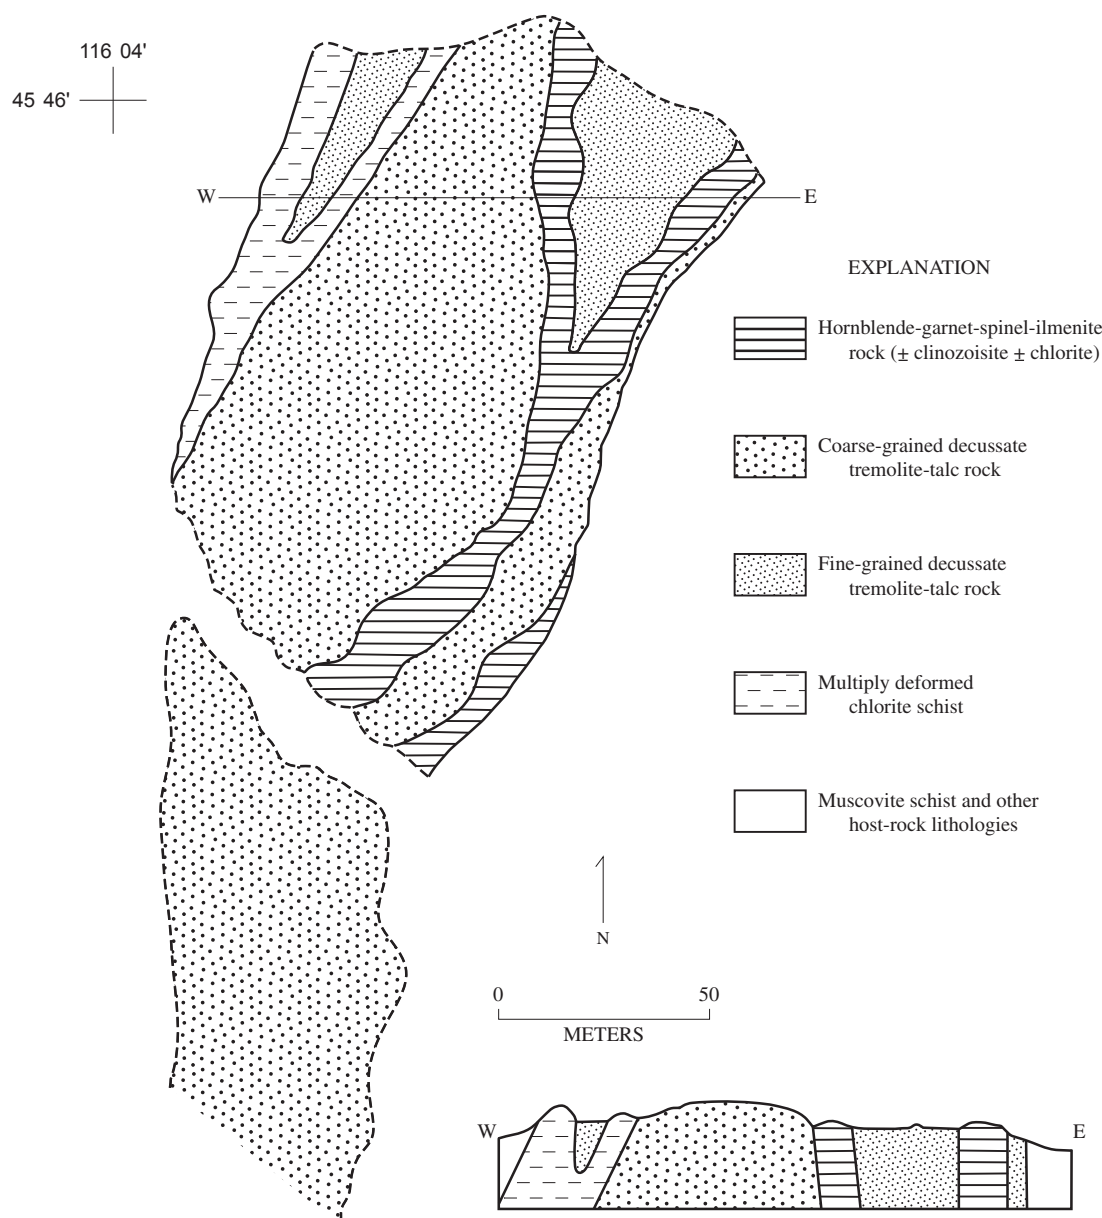 116 04'
45 46'
W
E
EXPLANATION
Hornblende-garnet-spinel-ilmenite
rock (± clinozoisite ± chlorite)
Coarse-grained decussate
tremolite-talc rock
Fine-grained decussate
tremolite-talc rock
Multiply deformed
chlorite schist
Muscovite schist and other
host-rock lithologies
N
0 50
METERS
W
E